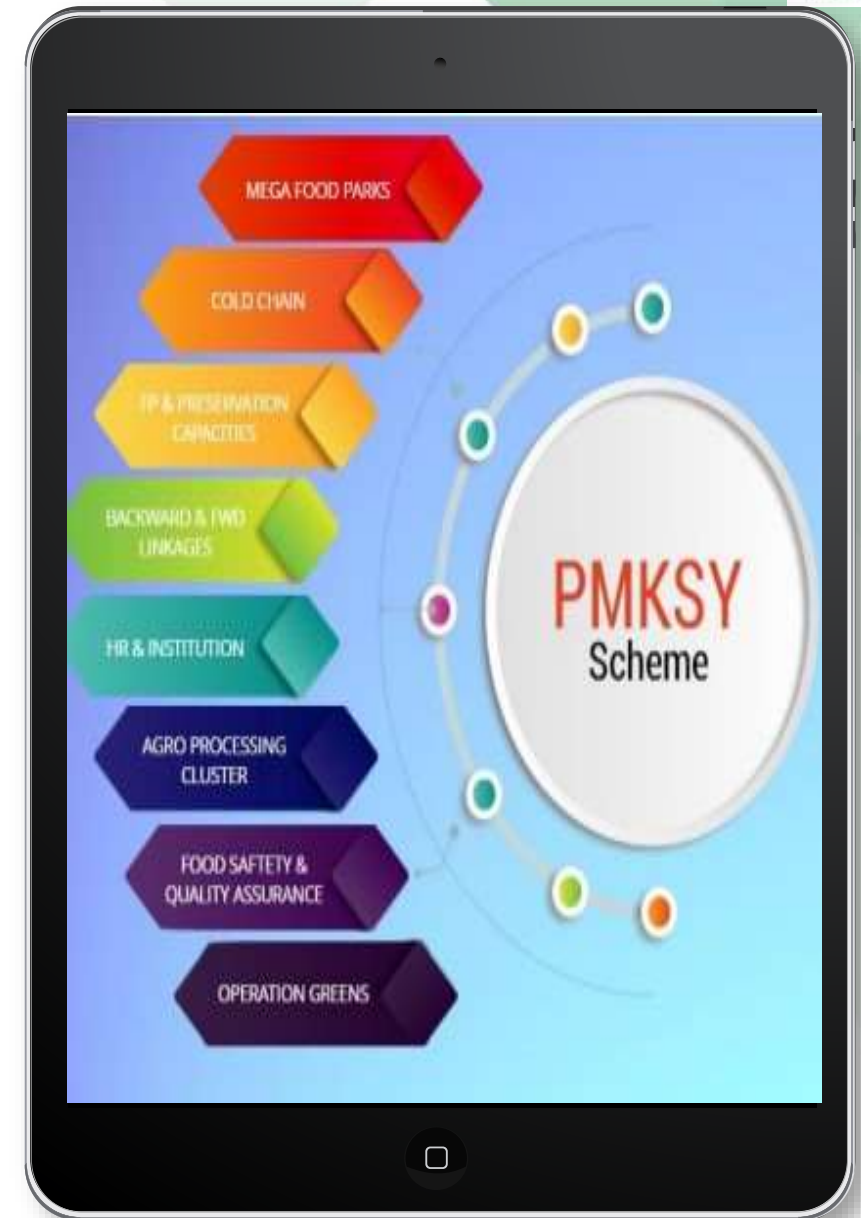 MEGA FOOD PARKS
COLD CHAIN
FP & PRESERVATION
CAPACITIES
BACKWARD & FWD
LINKAGES
HR & INSTITUTION
AGRO PROCESSING
CLUSTER
FOOD SAFTETY &
QUALITY ASSURANCE
OPERATION GREENS
PMKSY
Scheme